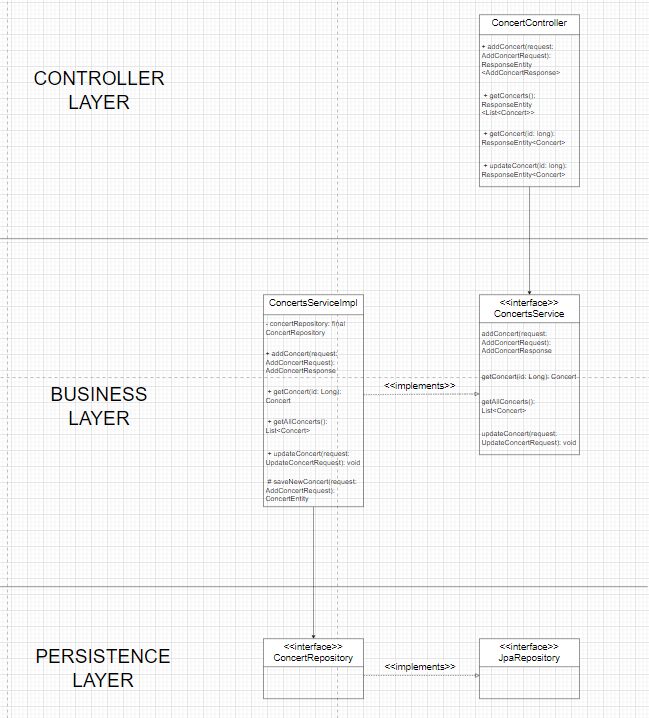 CONTROLLER
LAYER
ConcertController
+ addConcert(request:
AddConcertRequest):
ResponseEntity
<AddConcertResponse>
+ getConcerts():
ResponseEntity
<List<Concert>>
+ getConcert(id: long):
ResponseEntity<Concert>
+ updateConcert(id: long):
ResponseEntity<Concert>
BUSINESS
LAYER
ConcertsServiceImpl
- concertRepository: final
ConcertRepository
+ addConcert(request:
AddConcertRequest):
AddConcertResponse
+ getConcert(id: Long):
Concert
+ getAllConcerts():
List<Concert>
+ updateConcert(request:
UpdateConcertRequest): void
# saveNewConcert(request:
AddConcertRequest):
ConcertEntity
<<implements>>
<<interface>>
ConcertsService
addConcert(request:
AddConcertRequest):
AddConcertResponse
getConcert(id: Long): Concert
getAllConcerts():
List<Concert>
updateConcert(request:
UpdateConcertRequest): void
PERSISTENCE
LAYER
<<interface>>
ConcertRepository
<<implements>>
<<interface>>
JpaRepository